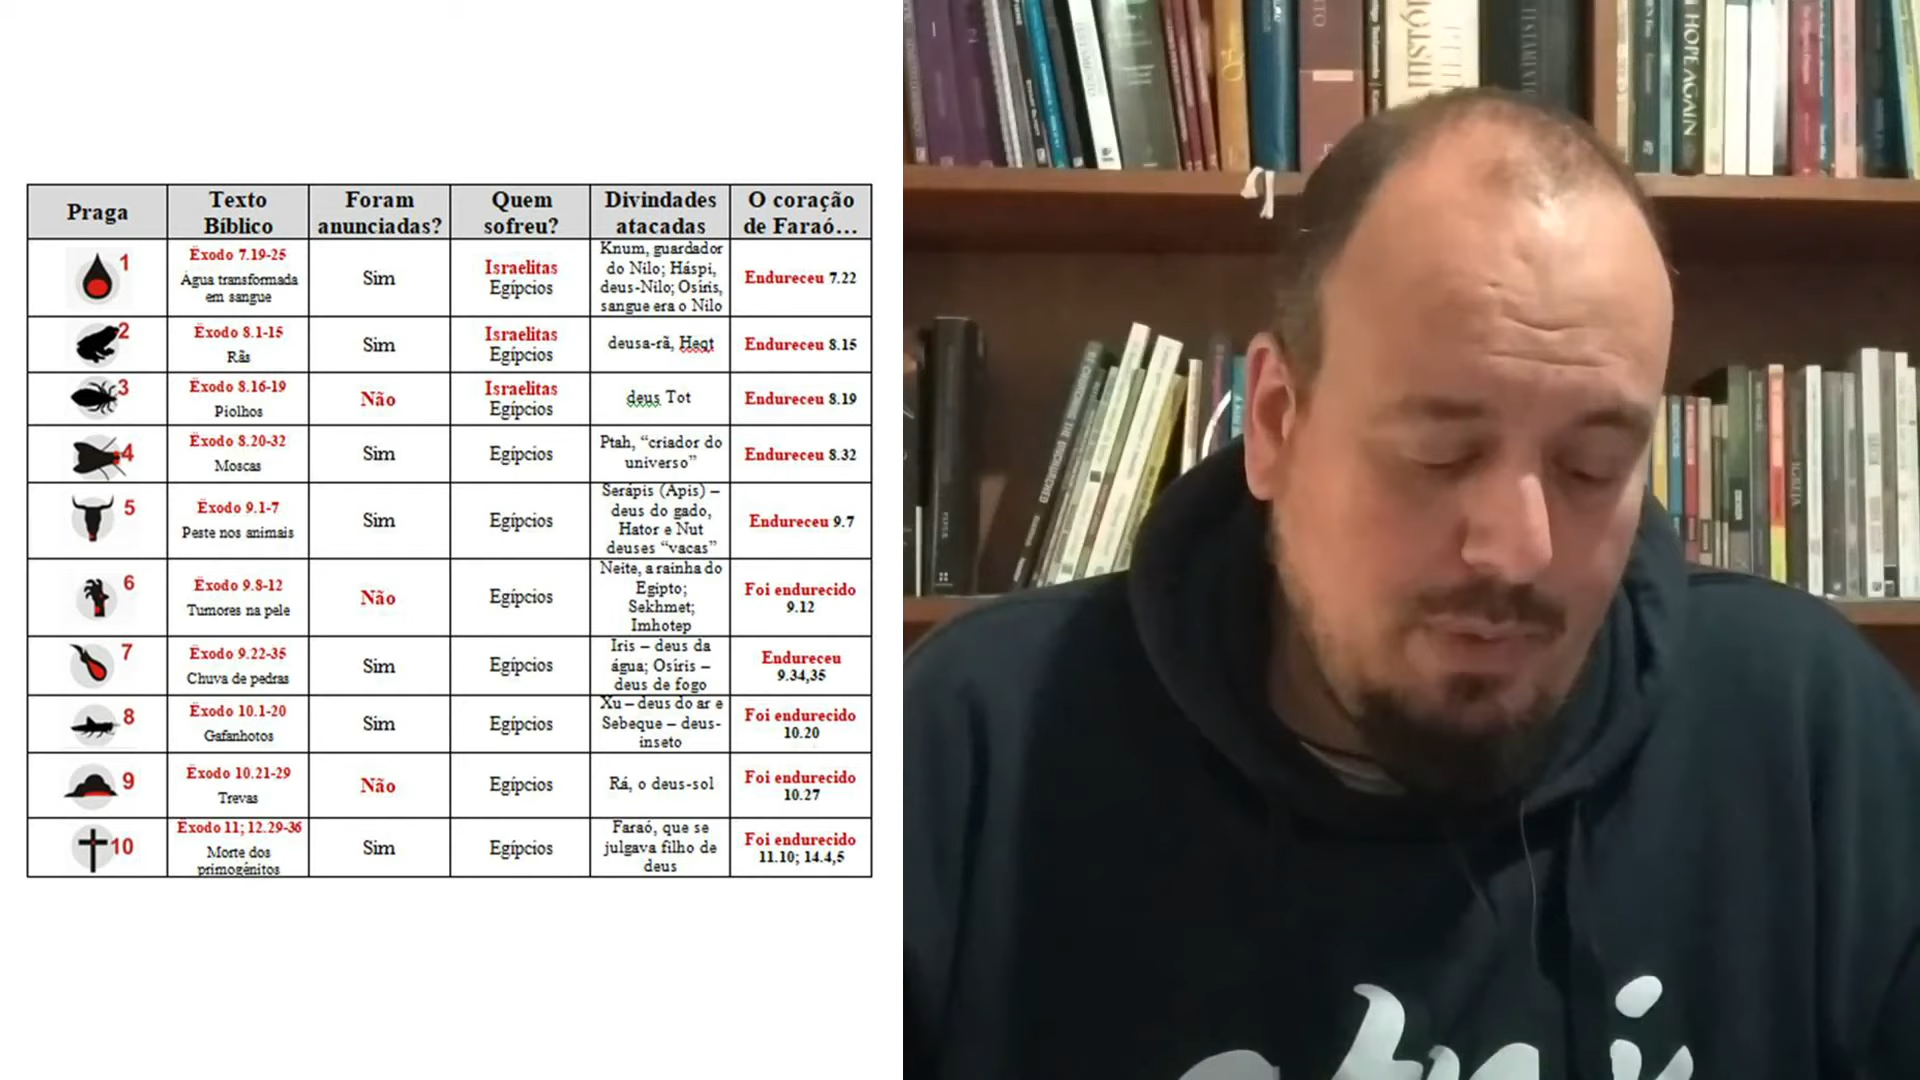 Praga
Texto
Bíblico
Foram
anunciadas?
Quem
sofreu?
Divindades
atacadas
O coração
de Faraó...
1
Êxodo 7.19-25
Água transformada
em sangue
Sim
Israelitas
Egípcios
Knum, guardador
do Nilo; Háspi,
deus-Nilo; Osíris,
sangue era o Nilo
Endureceu 7.22
2
Êxodo 8.1-15
Rãs
Sim
Israelitas
Egípcios
deusa-rã, Heqt
Endureceu 8.15
3
Êxodo 8.16-19
Piolhos
Não
Israelitas
Egípcios
deus Tot
Endureceu 8.19
4
Êxodo 8.20-32
Moscas
Sim
Egípcios
Ptah, “criador do
universo”
Endureceu 8.32
5
Êxodo 9.1-7
Peste nos animais
Sim
Egípcios
Serápis (Apis) –
deus do gado,
Hator e Nut
deuses “vacas”
Endureceu 9.7
6
Êxodo 9.8-12
Tumores na pele
Não
Egípcios
Neite, a rainha do
Egipto;
Sekhmet;
Imhotep
Foi endurecido
9.12
7
Êxodo 9.22-35
Chuva de pedras
Sim
Egípcios
Iris – deus da
água; Osíris –
deus de fogo
Endureceu
9.34,35
8
Êxodo 10.1-20
Gafanhotos
Sim
Egípcios
Xu – deus do ar e
Sebeque – deus-
inseto
Foi endurecido
10.20
9
Êxodo 10.21-29
Trevas
Não
Egípcios
Rá, o deus-sol
Foi endurecido
10.27
10
Êxodo 11; 12.29-36
Morte dos
primogênitos
Sim
Egípcios
Faraó, que se
julgava filho de
deus
Foi endurecido
11.10; 14.4,5
HOPE AGAIN
IGREJA